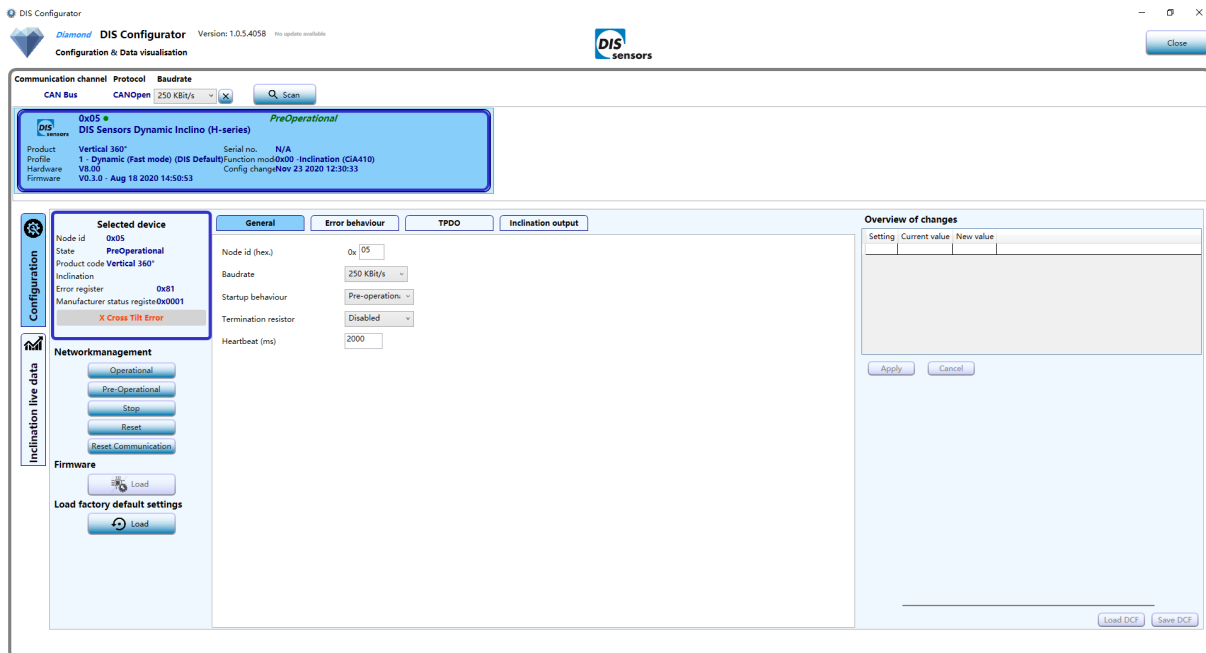 DIS Configurator
Diamond DIS Configurator Version: 1.0.5.4058 No update available
Configuration & Data visualisation
DIS sensors
Close
Communication channel Protocol Baudrate
CAN Bus CANOpen 250 KBit/s Scan
0x05 PreOperational
DIS sensors
DIS Sensors Dynamic Inclino (H-series)
Product Vertical 360° Serial no. N/A
Profile 1 - Dynamic (Fast mode) (DIS Default) Function mod 0x00 -Inclination (CiA410)
Hardware V8.00 Config change Nov 23 2020 12:30:33
Firmware V0.3.0 - Aug 18 2020 14:50:53
Configuration
Inclination live data
Selected device
Node id 0x05
State PreOperational
Product code Vertical 360°
Inclination
Error register 0x81
Manufacturer status registe 0x0001
X Cross Tilt Error
Networkmanagement
Operational
Pre-Operational
Stop
Reset
Reset Communication
Firmware
Load
Load factory default settings
Load
General Error behaviour TPDO Inclination output
Node id (hex.) 0x 05
Baudrate 250 KBit/s
Startup behaviour Pre-operation
Termination resistor Disabled
Heartbeat (ms) 2000
Overview of changes
Setting Current value New value
Apply Cancel
Load DCF Save DCF